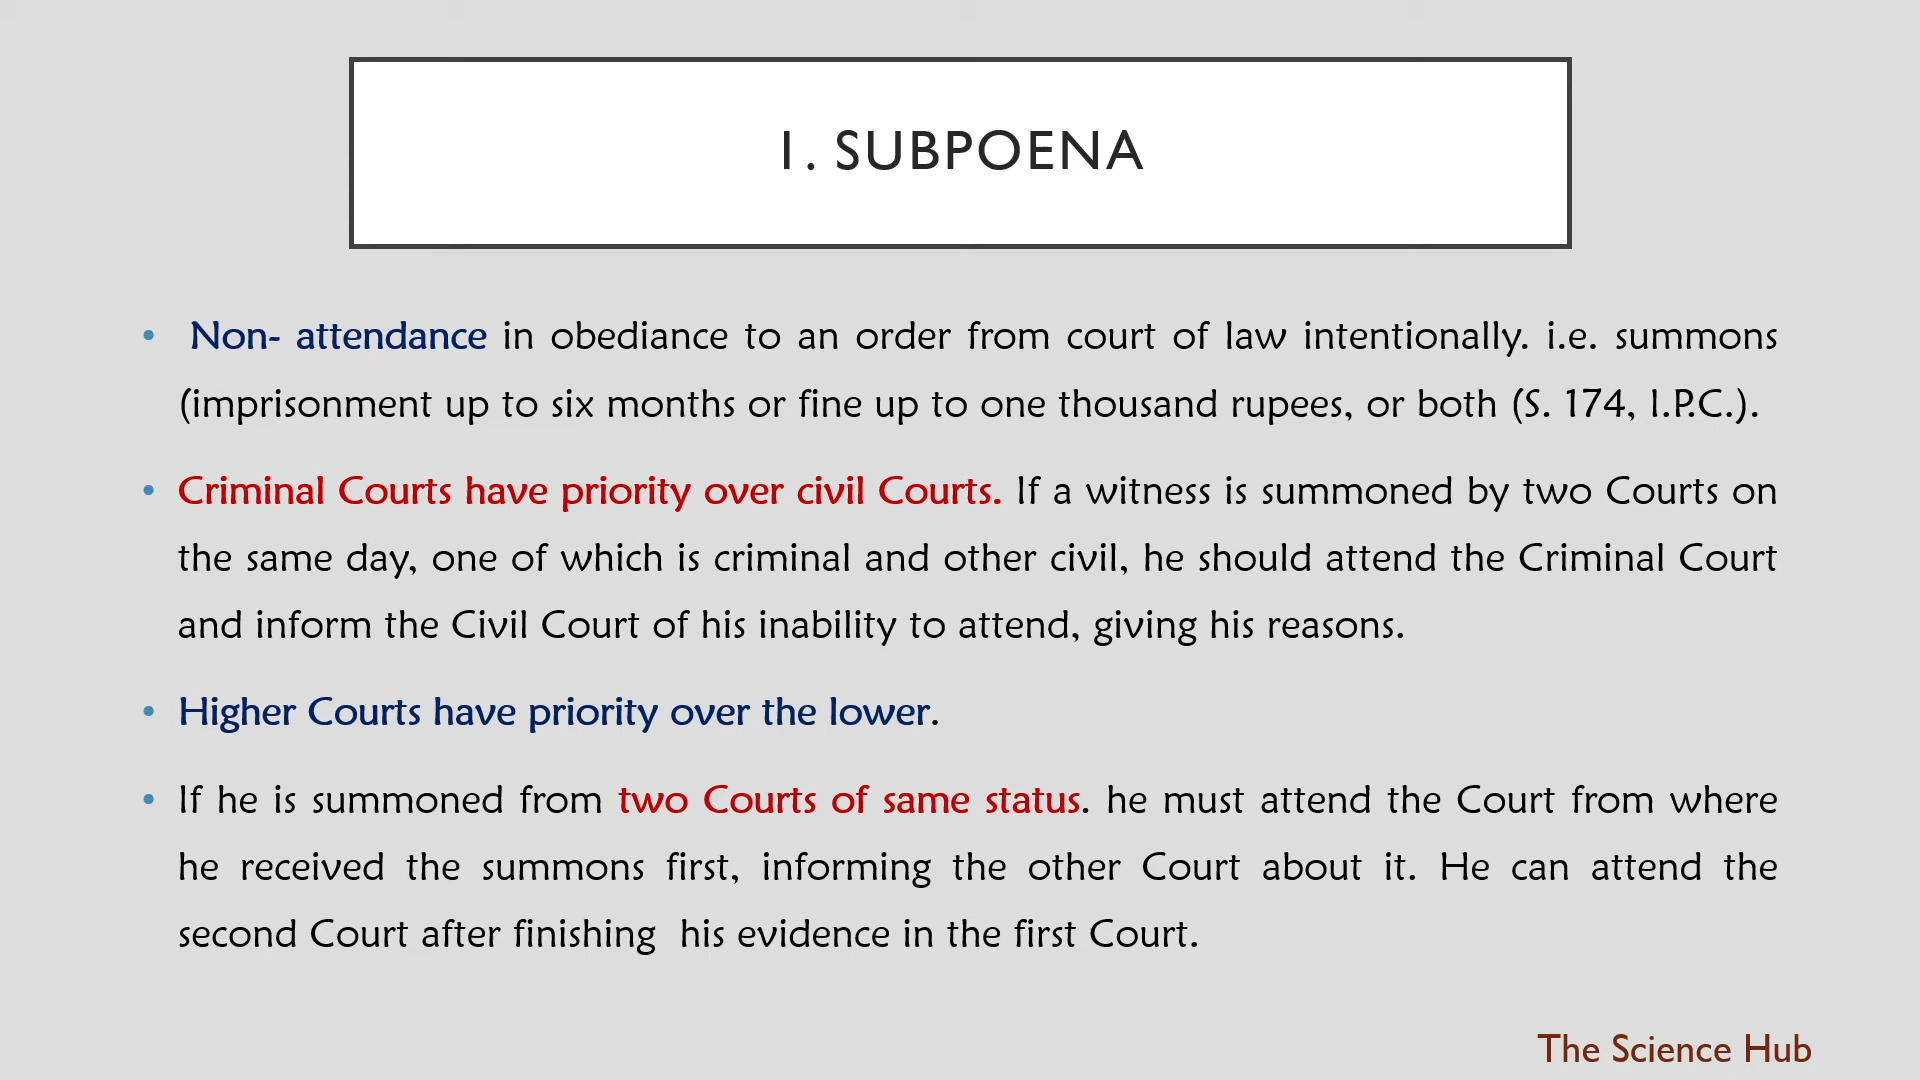 1. SUBPOENA
• Non- attendance in obediance to an order from court of law intentionally. i.e. summons
(imprisonment up to six months or fine up to one thousand rupees, or both (S. 174, I.P.C.).
• Criminal Courts have priority over civil Courts. If a witness is summoned by two Courts on
the same day, one of which is criminal and other civil, he should attend the Criminal Court
and inform the Civil Court of his inability to attend, giving his reasons.
• Higher Courts have priority over the lower.
• If he is summoned from two Courts of same status. he must attend the Court from where
he received the summons first, informing the other Court about it. He can attend the
second Court after finishing his evidence in the first Court.
The Science Hub